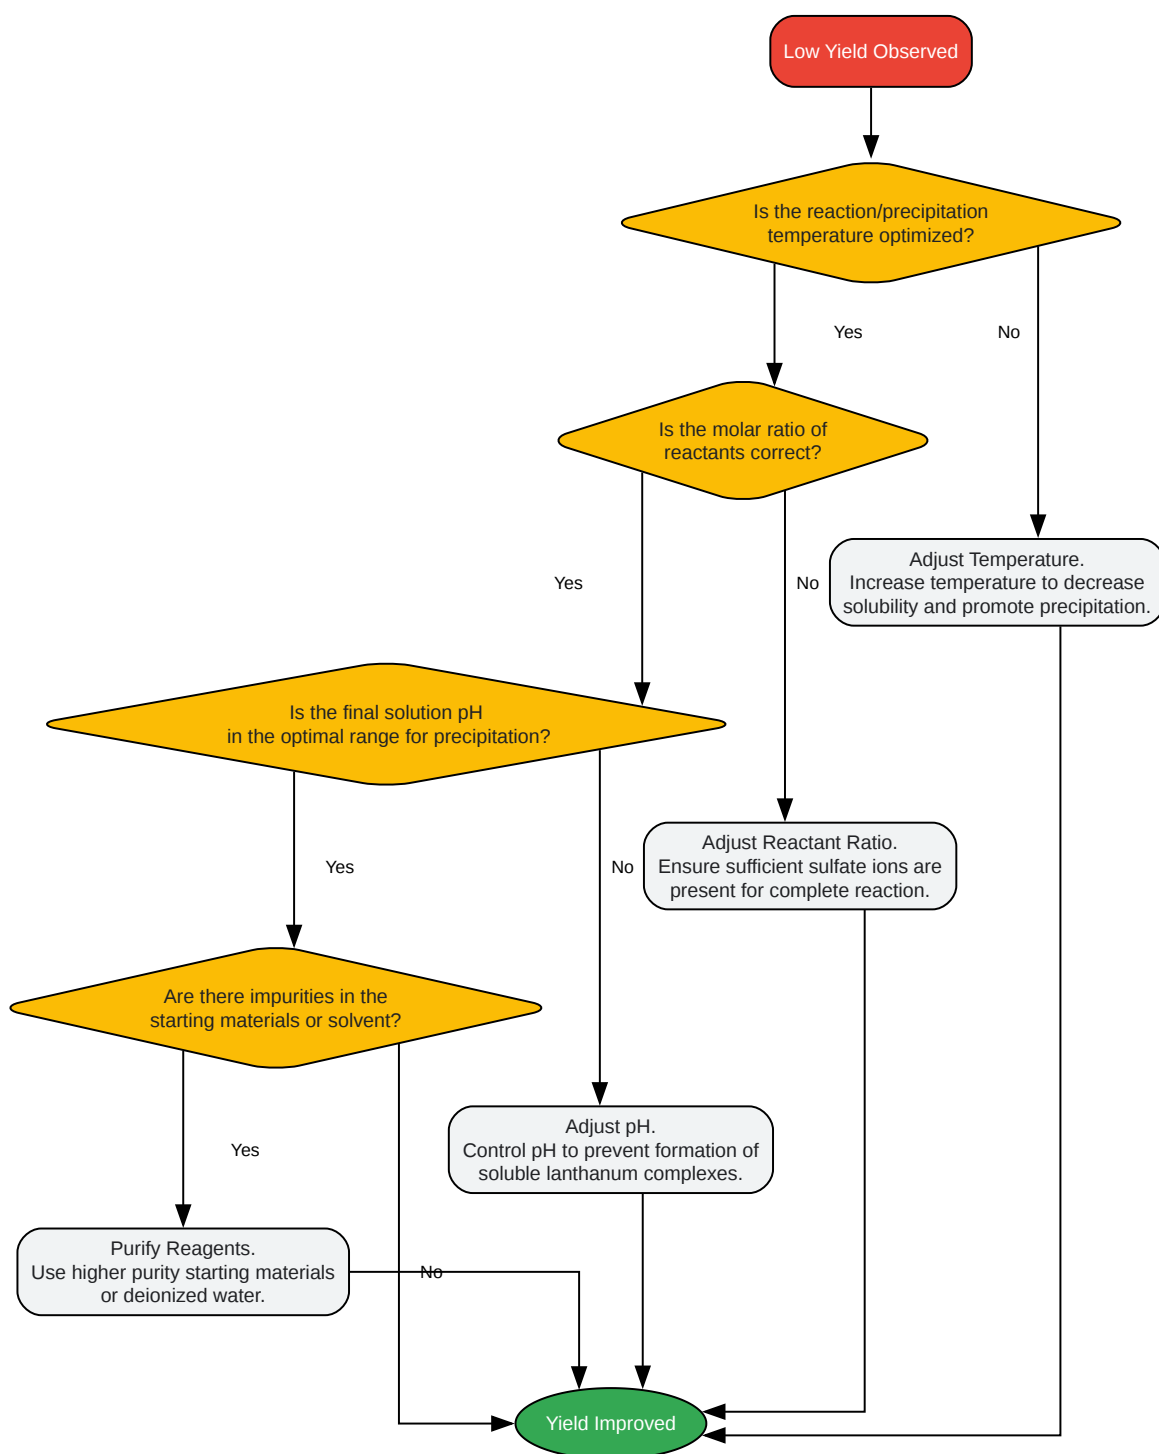 Low Yield Observed
Is the reaction/precipitation
temperature optimized?
Yes
No
Is the molar ratio of
reactants correct?
Yes
No
Adjust Temperature.
Increase temperature to decrease
solubility and promote precipitation.
Is the final solution pH
in the optimal range for precipitation?
Yes
No
Adjust Reactant Ratio.
Ensure sufficient sulfate ions are
present for complete reaction.
Are there impurities in the
starting materials or solvent?
Yes
No
Adjust pH.
Control pH to prevent formation of
soluble lanthanum complexes.
Purify Reagents.
Use higher purity starting materials
or deionized water.
Yield Improved